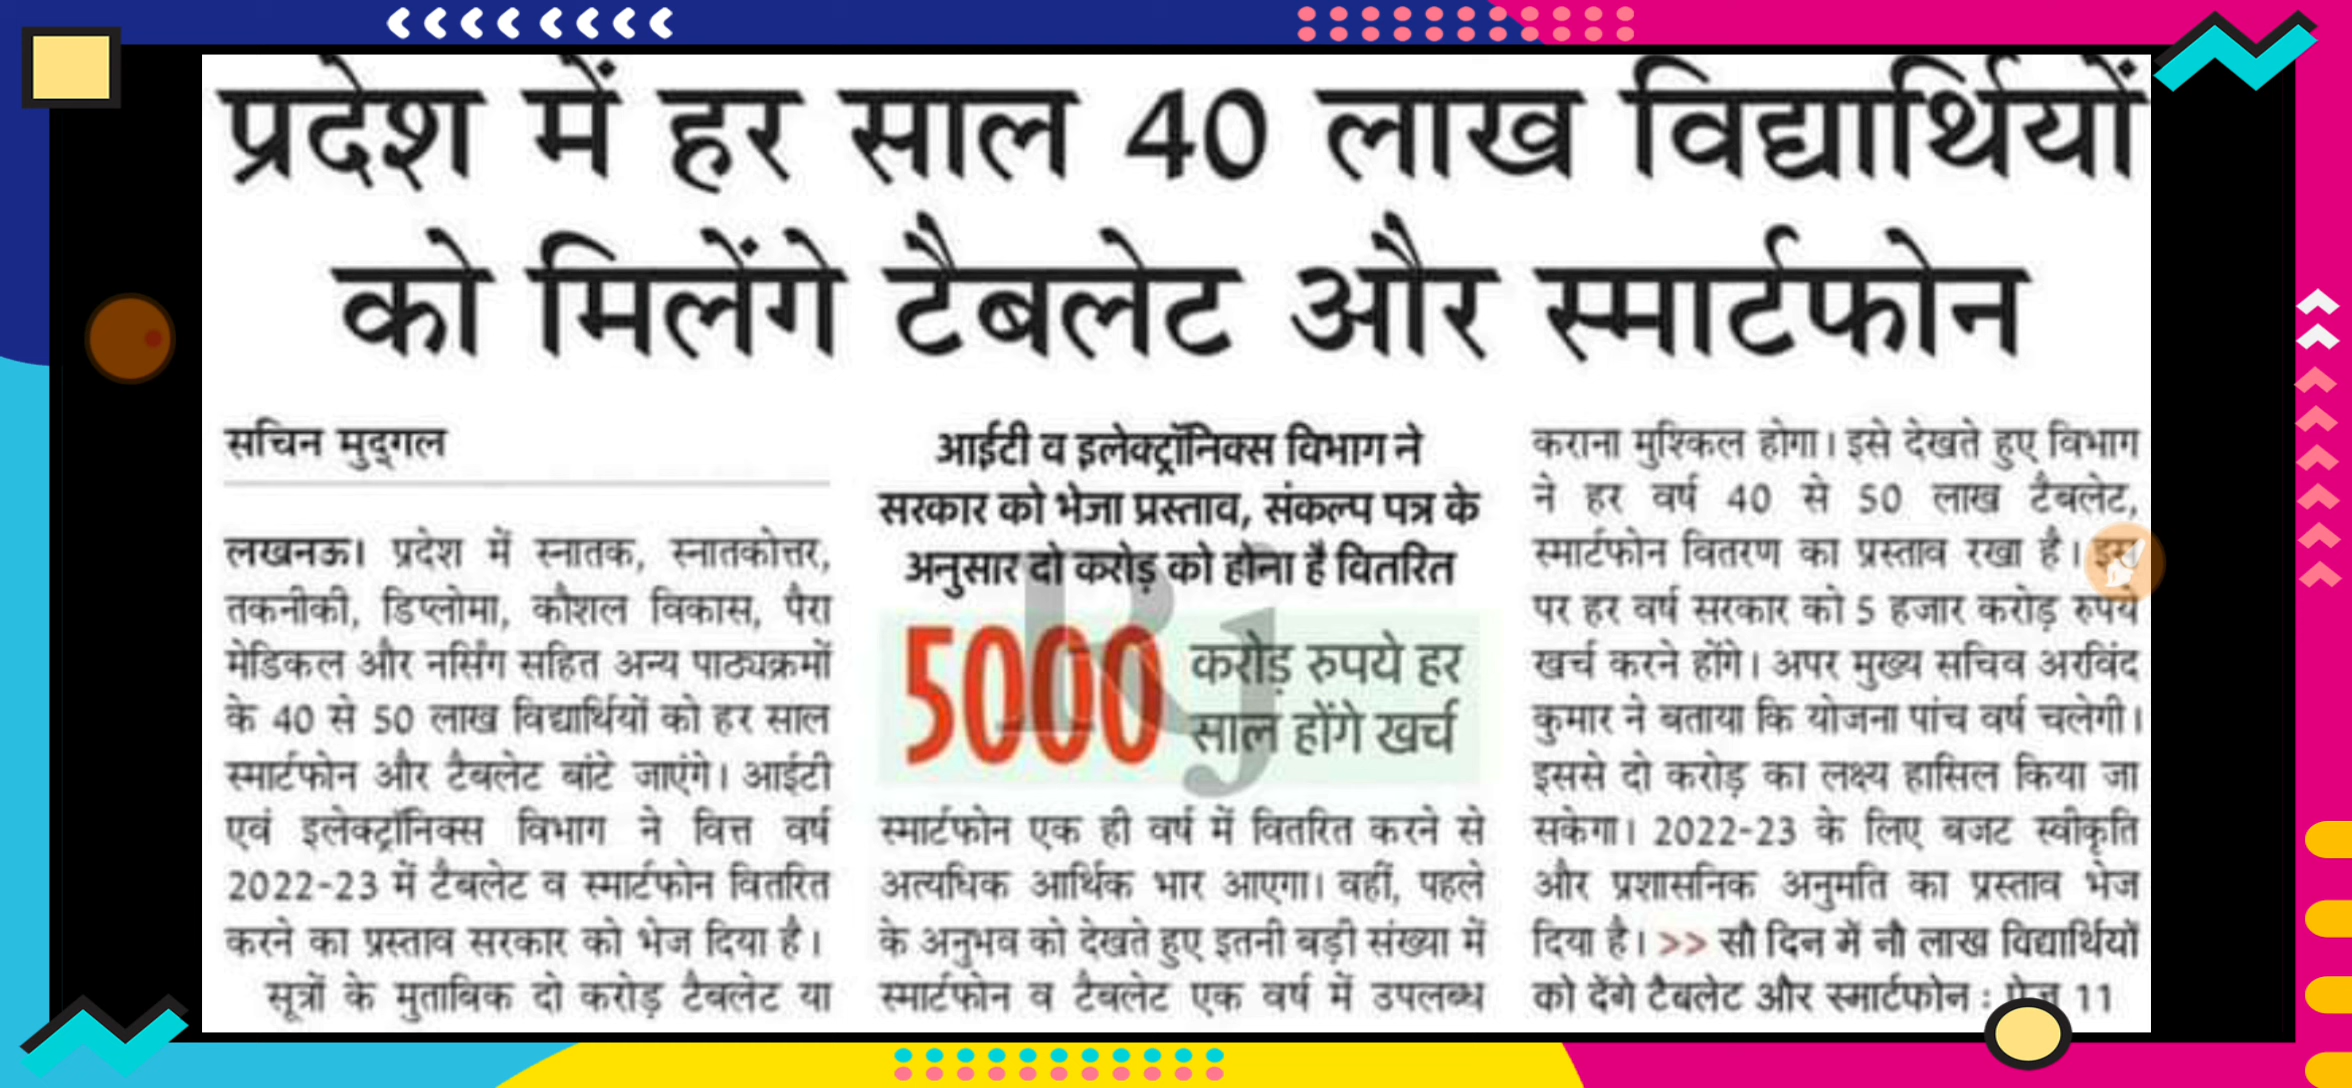 प्रदेश में हर साल 40 लाख विद्यार्थियों
को मिलेंगे टैबलेट और स्मार्टफोन
सचिन मुद्गल
लखनऊ। प्रदेश में स्नातक, स्नातकोत्तर,
तकनीकी, डिप्लोमा, कौशल विकास, पैरा
मेडिकल और नर्सिंग सहित अन्य पाठ्यक्रमों
के 40 से 50 लाख विद्यार्थियों को हर साल
स्मार्टफोन और टैबलेट बांटे जाएंगे। आईटी
एवं इलेक्ट्रॉनिक्स विभाग ने वित्त वर्ष
2022-23 में टैबलेट व स्मार्टफोन वितरित
करने का प्रस्ताव सरकार को भेज दिया है।
सूत्रों के मुताबिक दो करोड़ टैबलेट या
आईटी व इलेक्ट्रॉनिक्स विभाग ने
सरकार को भेजा प्रस्ताव, संकल्प पत्र के
अनुसार दो करोड़ को होना है वितरित
5000 करोड़ रुपये हर
साल होंगे खर्च
RJ
स्मार्टफोन एक ही वर्ष में वितरित करने से
अत्यधिक आर्थिक भार आएगा। वहीं, पहले
के अनुभव को देखते हुए इतनी बड़ी संख्या में
स्मार्टफोन व टैबलेट एक वर्ष में उपलब्ध
कराना मुश्किल होगा। इसे देखते हुए विभाग
ने हर वर्ष 40 से 50 लाख टैबलेट,
स्मार्टफोन वितरण का प्रस्ताव रखा है। इस
पर हर वर्ष सरकार को 5 हजार करोड़ रुपये
खर्च करने होंगे। अपर मुख्य सचिव अरविंद
कुमार ने बताया कि योजना पांच वर्ष चलेगी।
इससे दो करोड़ का लक्ष्य हासिल किया जा
सकेगा। 2022-23 के लिए बजट स्वीकृति
और प्रशासनिक अनुमति का प्रस्ताव भेज
दिया है। >> सौ दिन में नौ लाख विद्यार्थियों
को देंगे टैबलेट और स्मार्टफोन : पेज 11